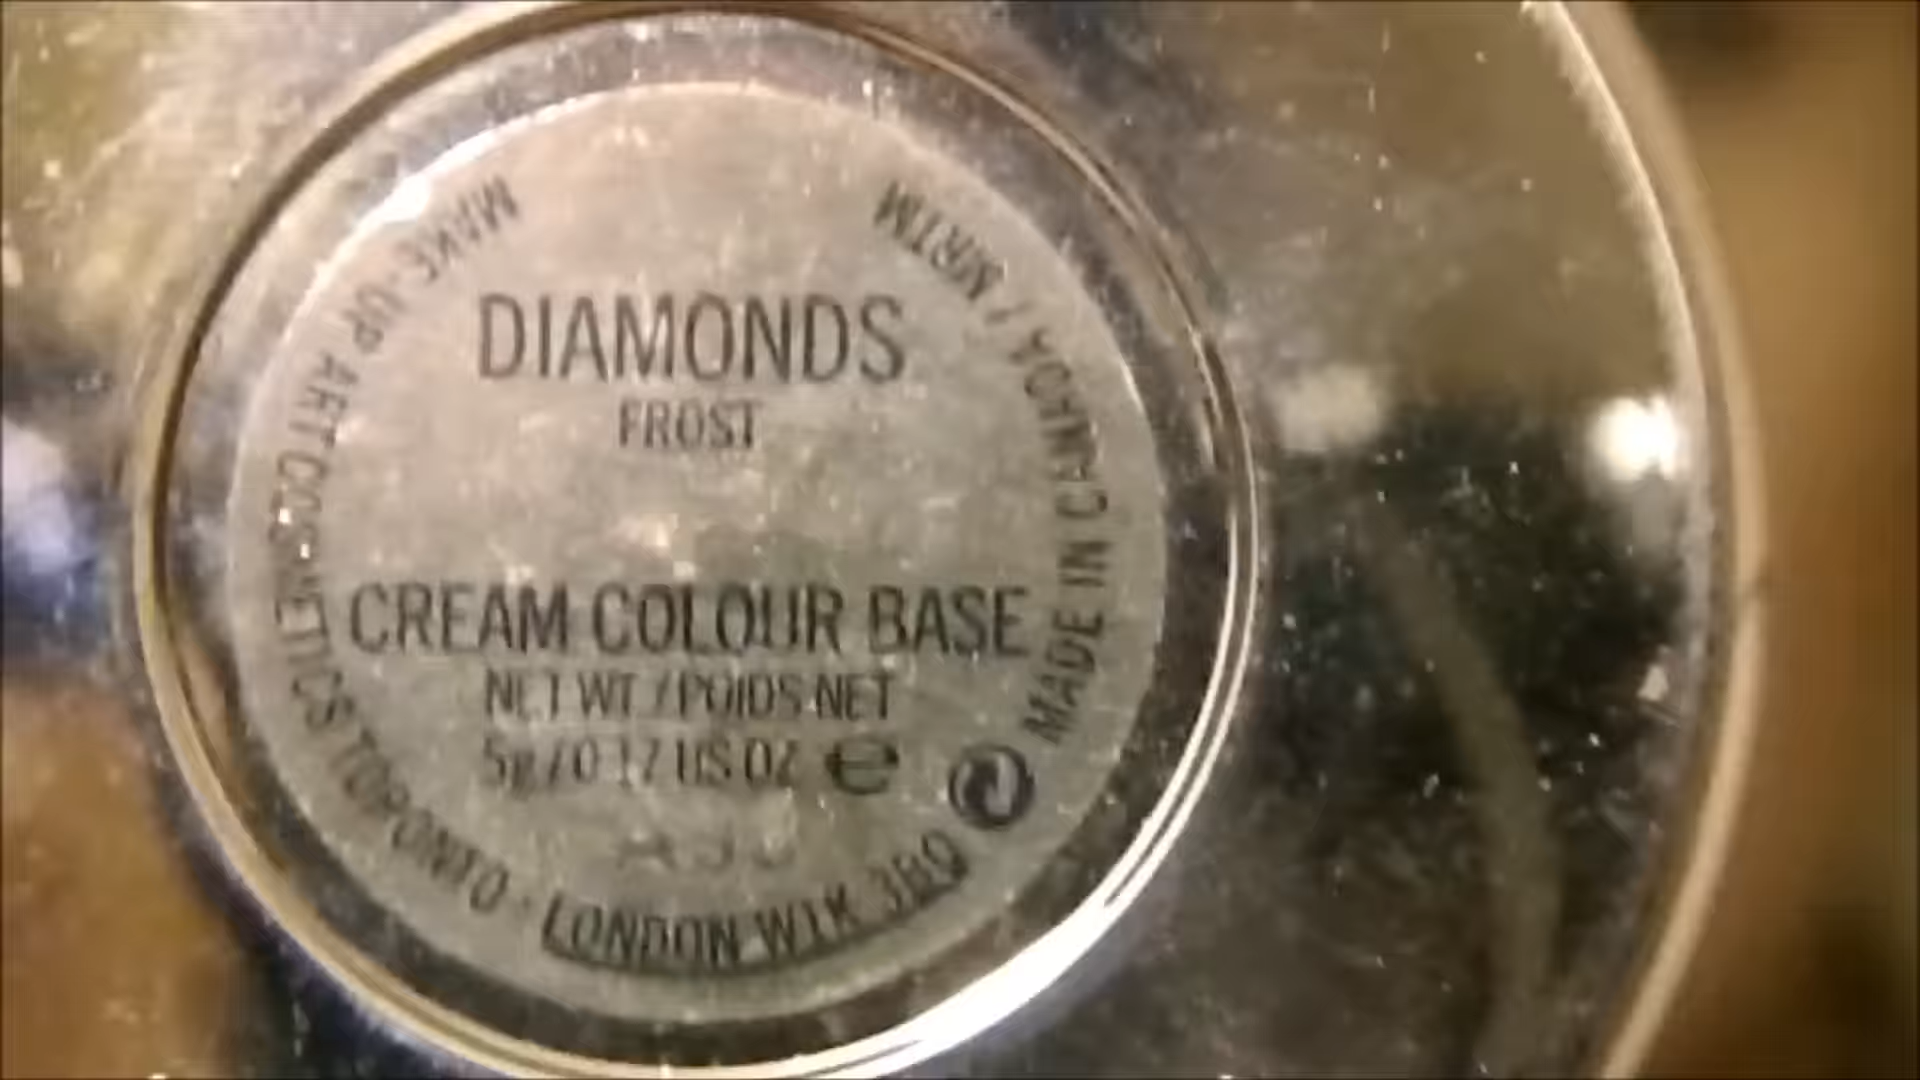 DIAMONDS
FROST
CREAM COLOUR BASE
NET WT / POIDS NET
5g / 0.17 US OZ e
MAKE-UP ART COSMETICS TORONTO · LONDON W1K 3BQ
MADE IN CANADA /